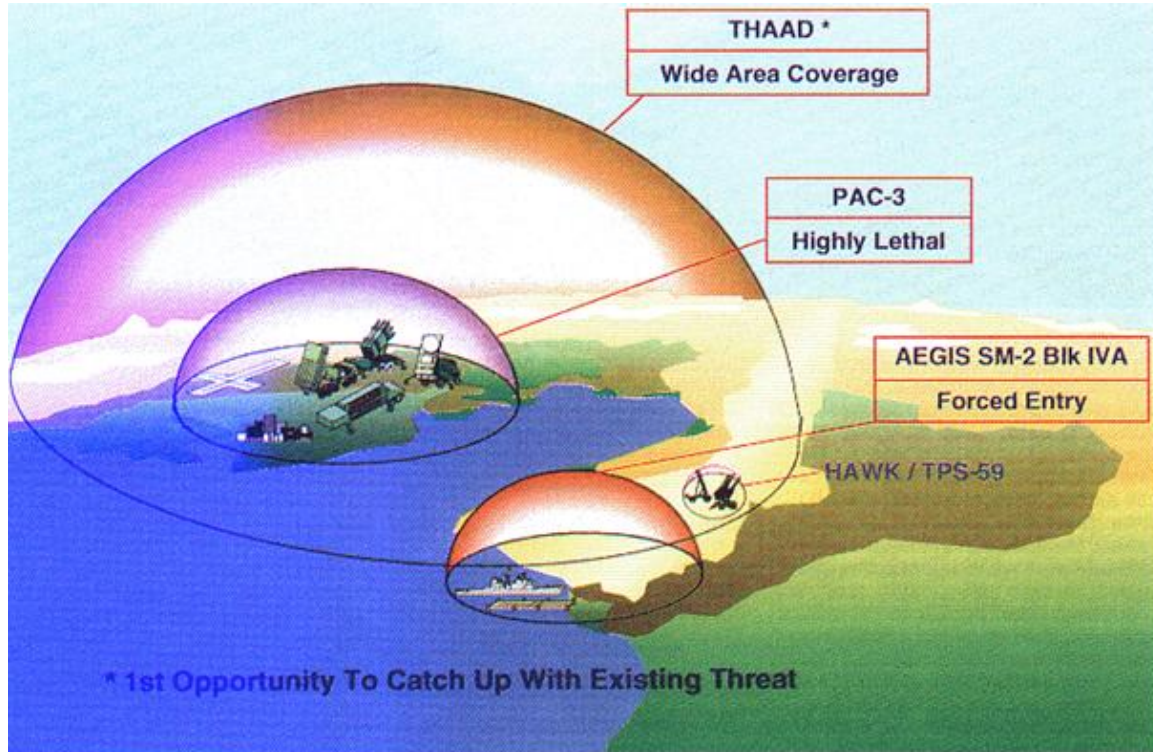 THAAD *
Wide Area Coverage
PAC-3
Highly Lethal
AEGIS SM-2 Blk IVA
Forced Entry
HAWK / TPS-59
* 1st Opportunity To Catch Up With Existing Threat